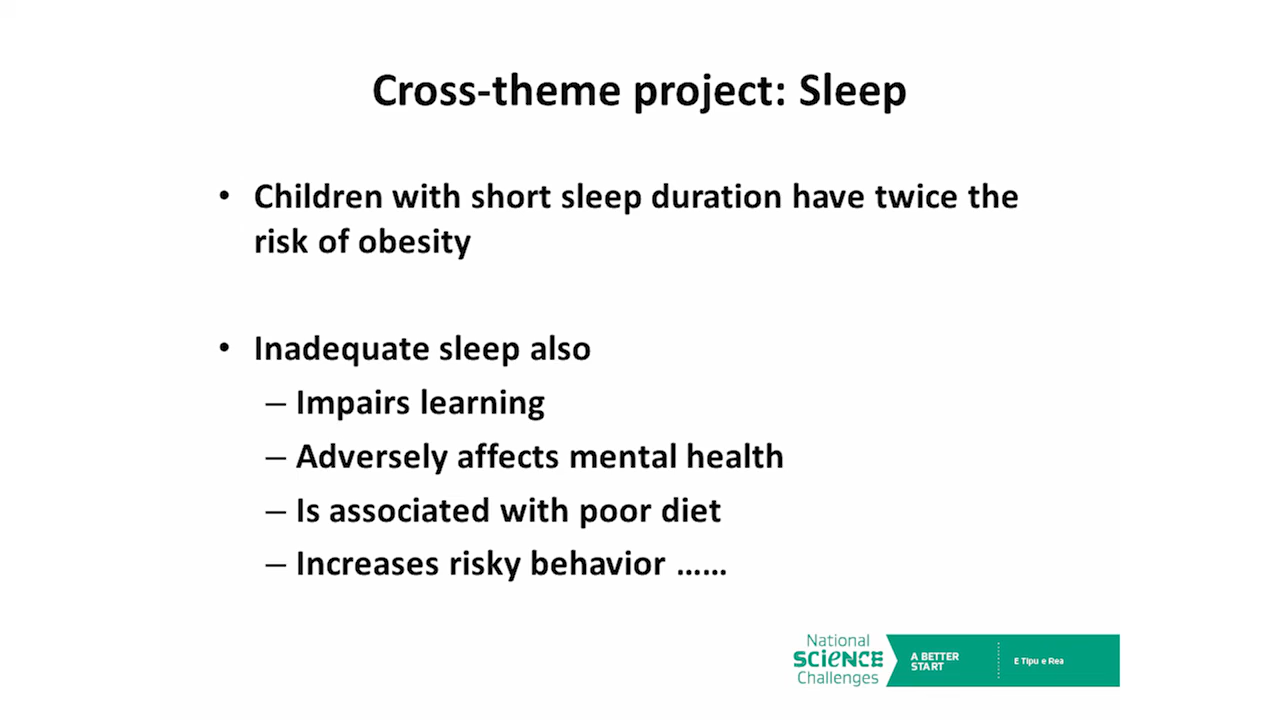 Cross-theme project: Sleep
• Children with short sleep duration have twice the
risk of obesity
• Inadequate sleep also
– Impairs learning
– Adversely affects mental health
– Is associated with poor diet
– Increases risky behavior ......
National
SCIENCE
Challenges
A BETTER
START
E Tipu e Rea